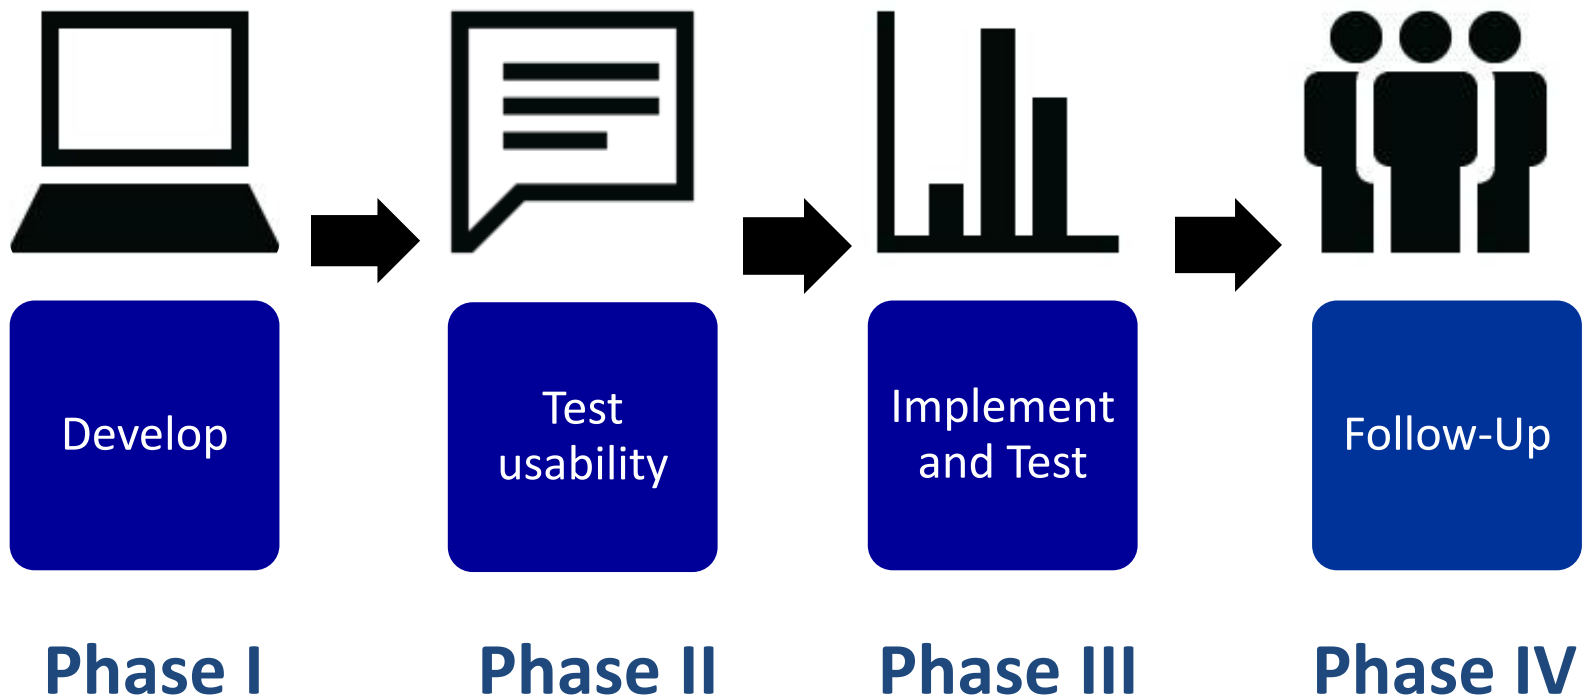 Develop
Test
usability
Implement
and Test
Follow-Up
Phase I
Phase II
Phase III
Phase IV